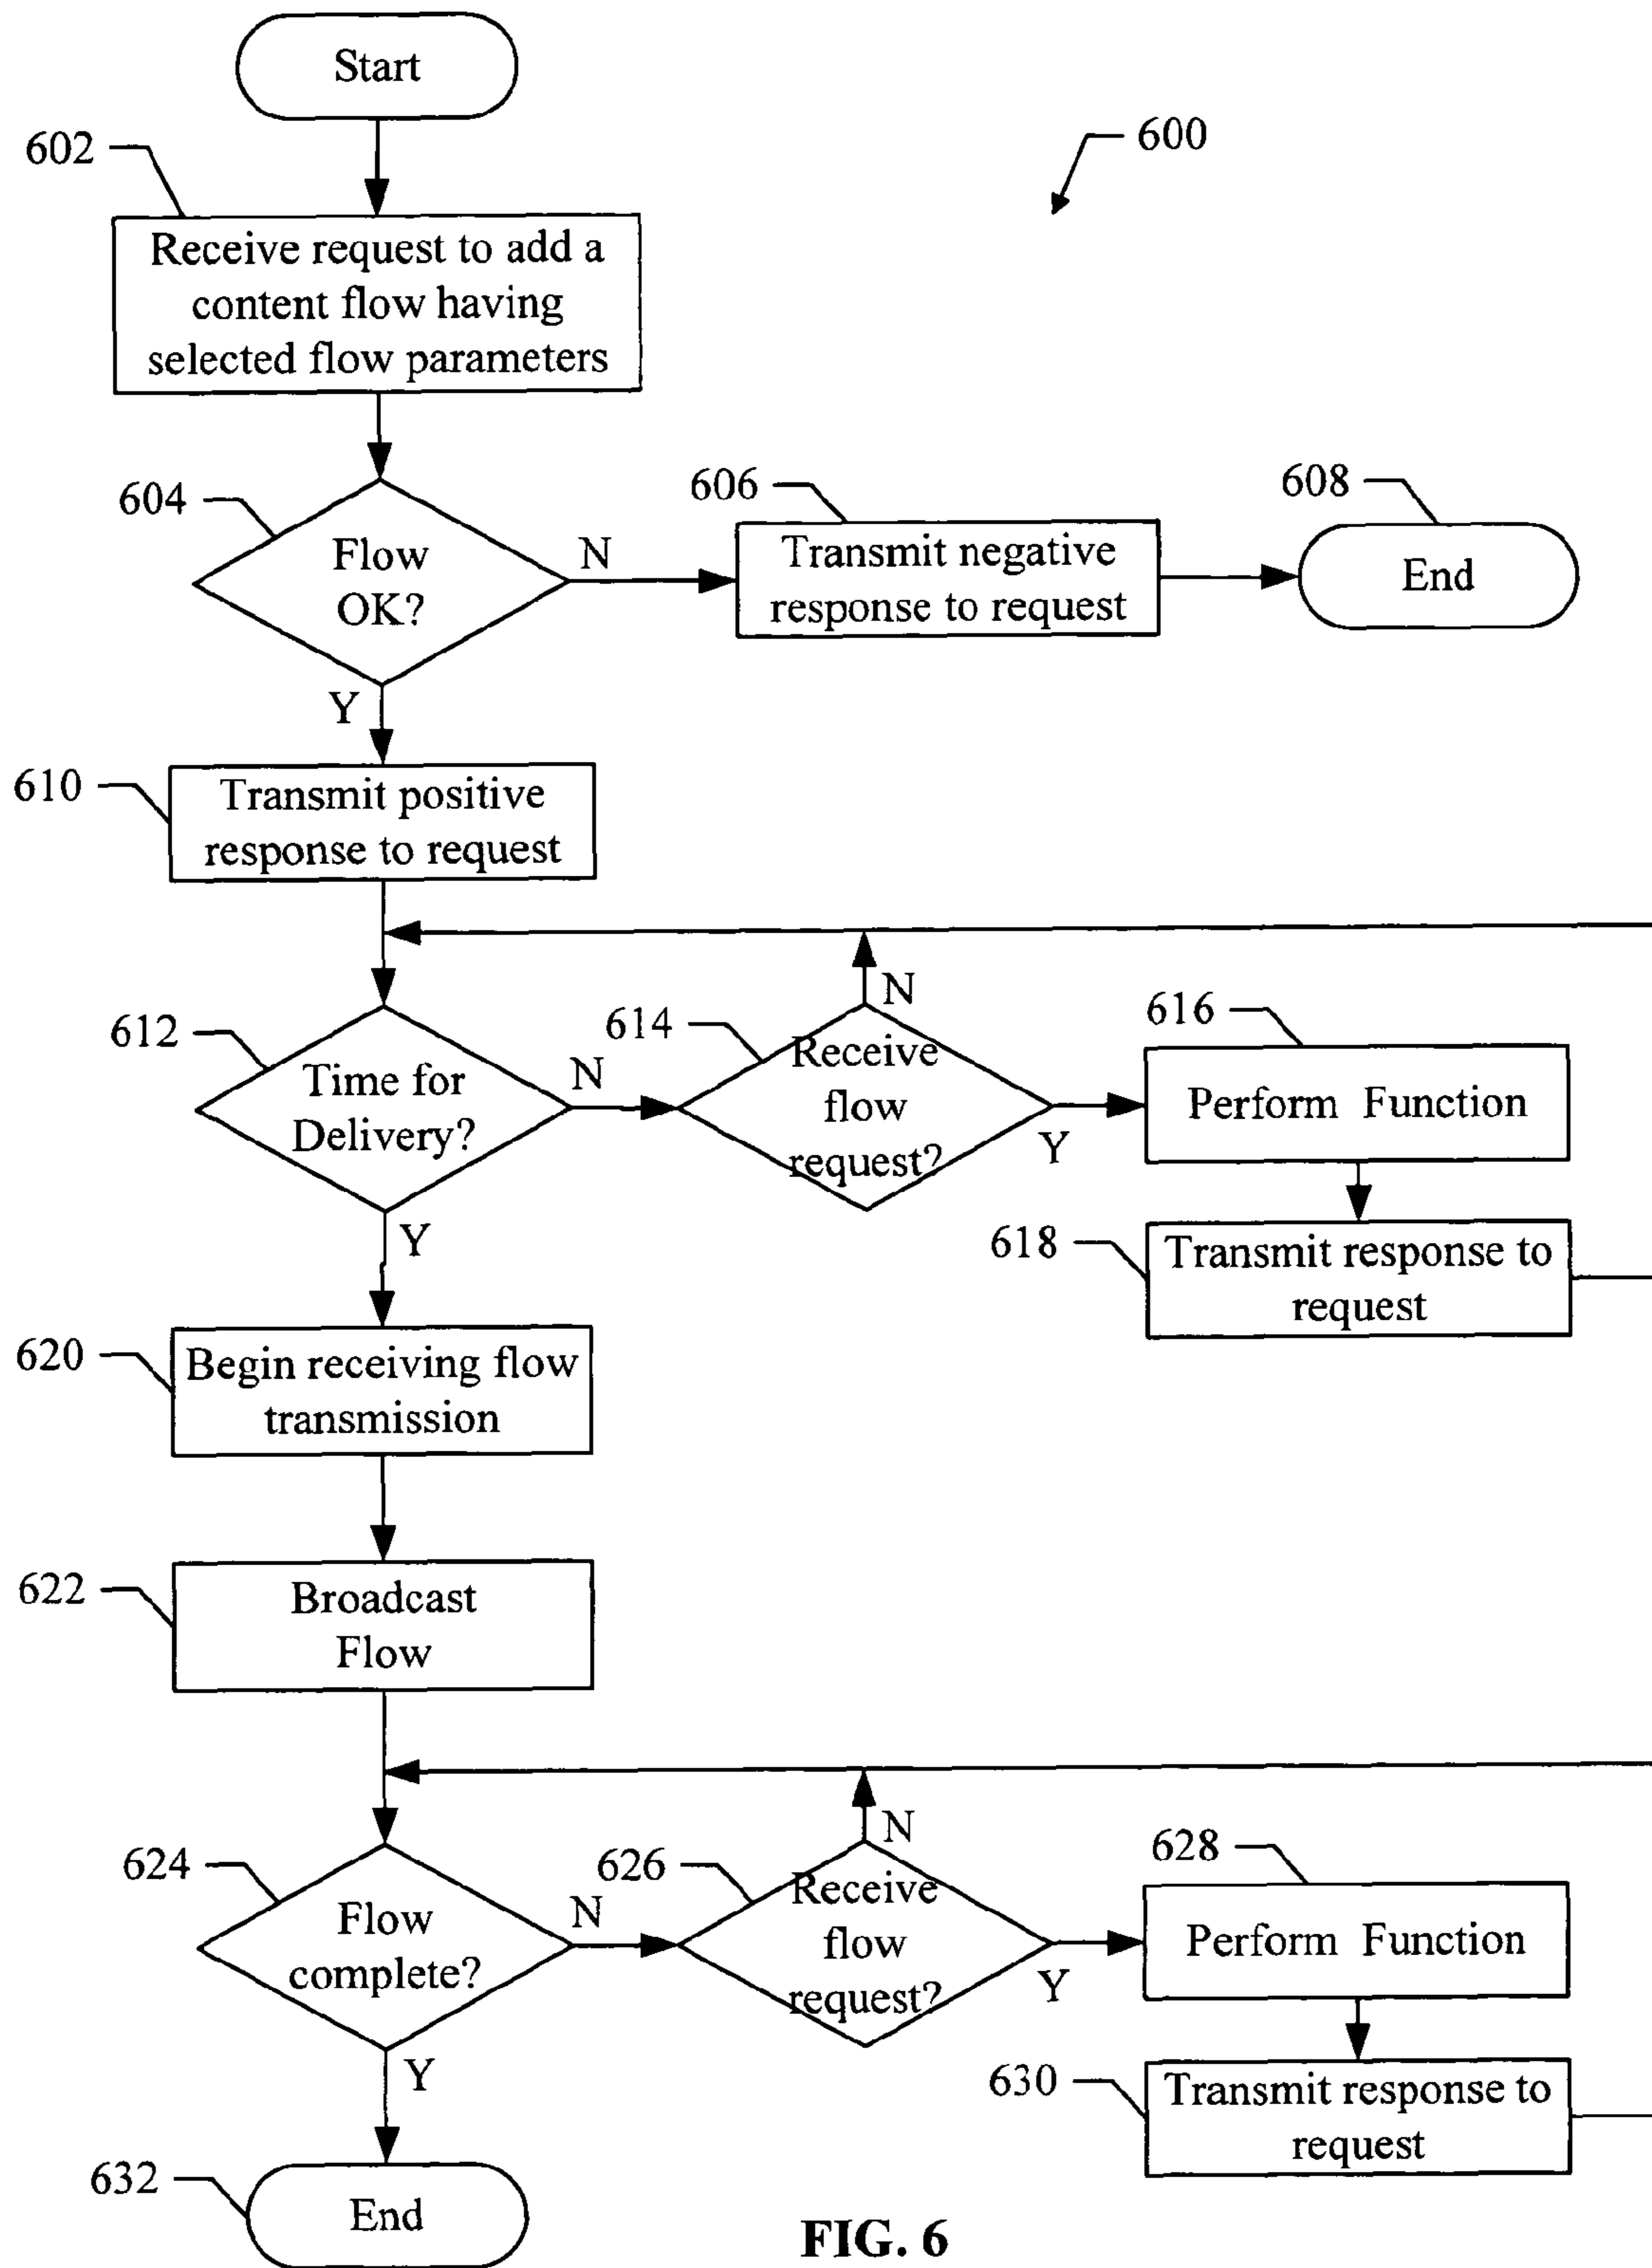 Start
602
600
Receive request to add a
content flow having
selected flow parameters
604
Flow
OK?
N
606
Transmit negative
response to request
608
End
Y
610
Transmit positive
response to request
612
Time for
Delivery?
N
614
Receive
flow
request?
N
Y
616
Perform Function
618
Transmit response to
request
Y
620
Begin receiving flow
transmission
622
Broadcast
Flow
624
Flow
complete?
N
626
Receive
flow
request?
N
Y
628
Perform Function
630
Transmit response to
request
Y
632
End
FIG. 6